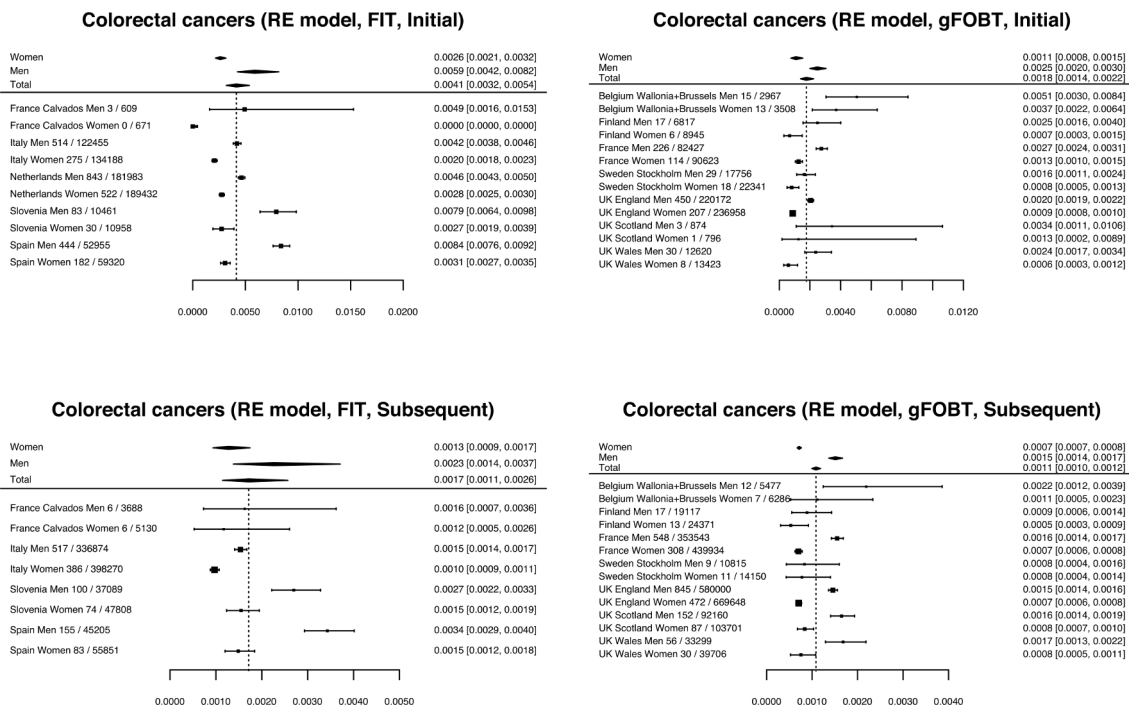 Colorectal cancers (RE model, FIT, Initial)
Women 0.0026 [0.0021, 0.0032]
Men 0.0059 [0.0042, 0.0082]
Total 0.0041 [0.0032, 0.0054]
France Calvados Men 3 / 609 0.0049 [0.0016, 0.0153]
France Calvados Women 0 / 671 0.0000 [0.0000, 0.0000]
Italy Men 514 / 122455 0.0042 [0.0038, 0.0046]
Italy Women 275 / 134188 0.0020 [0.0018, 0.0023]
Netherlands Men 843 / 181983 0.0046 [0.0043, 0.0050]
Netherlands Women 522 / 189432 0.0028 [0.0025, 0.0030]
Slovenia Men 83 / 10461 0.0079 [0.0064, 0.0098]
Slovenia Women 30 / 10958 0.0027 [0.0019, 0.0039]
Spain Men 444 / 52955 0.0084 [0.0076, 0.0092]
Spain Women 182 / 59320 0.0031 [0.0027, 0.0035]
0.0000 0.0050 0.0100 0.0150 0.0200
Colorectal cancers (RE model, gFOBT, Initial)
Women 0.0011 [0.0008, 0.0015]
Men 0.0025 [0.0020, 0.0030]
Total 0.0018 [0.0014, 0.0022]
Belgium Wallonia+Brussels Men 15 / 2967 0.0051 [0.0030, 0.0084]
Belgium Wallonia+Brussels Women 13 / 3508 0.0037 [0.0022, 0.0064]
Finland Men 17 / 6817 0.0025 [0.0016, 0.0040]
Finland Women 6 / 8945 0.0007 [0.0003, 0.0015]
France Men 226 / 82427 0.0027 [0.0024, 0.0031]
France Women 114 / 90623 0.0013 [0.0010, 0.0015]
Sweden Stockholm Men 29 / 17756 0.0016 [0.0011, 0.0024]
Sweden Stockholm Women 18 / 22341 0.0008 [0.0005, 0.0013]
UK England Men 450 / 220172 0.0020 [0.0019, 0.0022]
UK England Women 207 / 236958 0.0009 [0.0008, 0.0010]
UK Scotland Men 3 / 874 0.0034 [0.0011, 0.0106]
UK Scotland Women 1 / 796 0.0013 [0.0002, 0.0089]
UK Wales Men 30 / 12620 0.0024 [0.0017, 0.0034]
UK Wales Women 8 / 13423 0.0006 [0.0003, 0.0012]
0.0000 0.0040 0.0080 0.0120
Colorectal cancers (RE model, FIT, Subsequent)
Women 0.0013 [0.0009, 0.0017]
Men 0.0023 [0.0014, 0.0037]
Total 0.0017 [0.0011, 0.0026]
France Calvados Men 6 / 3688 0.0016 [0.0007, 0.0036]
France Calvados Women 6 / 5130 0.0012 [0.0005, 0.0026]
Italy Men 517 / 336874 0.0015 [0.0014, 0.0017]
Italy Women 386 / 398270 0.0010 [0.0009, 0.0011]
Slovenia Men 100 / 37089 0.0027 [0.0022, 0.0033]
Slovenia Women 74 / 47808 0.0015 [0.0012, 0.0019]
Spain Men 155 / 45205 0.0034 [0.0029, 0.0040]
Spain Women 83 / 55851 0.0015 [0.0012, 0.0018]
0.0000 0.0010 0.0020 0.0030 0.0040 0.0050
Colorectal cancers (RE model, gFOBT, Subsequent)
Women 0.0007 [0.0007, 0.0008]
Men 0.0015 [0.0014, 0.0017]
Total 0.0011 [0.0010, 0.0012]
Belgium Wallonia+Brussels Men 12 / 5477 0.0022 [0.0012, 0.0039]
Belgium Wallonia+Brussels Women 7 / 6286 0.0011 [0.0005, 0.0023]
Finland Men 17 / 19117 0.0009 [0.0006, 0.0014]
Finland Women 13 / 24371 0.0005 [0.0003, 0.0009]
France Men 548 / 353543 0.0016 [0.0014, 0.0017]
France Women 308 / 439934 0.0007 [0.0006, 0.0008]
Sweden Stockholm Men 9 / 10815 0.0008 [0.0004, 0.0016]
Sweden Stockholm Women 11 / 14150 0.0008 [0.0004, 0.0014]
UK England Men 845 / 580000 0.0015 [0.0014, 0.0016]
UK England Women 472 / 669648 0.0007 [0.0006, 0.0008]
UK Scotland Men 152 / 92160 0.0016 [0.0014, 0.0019]
UK Scotland Women 87 / 103701 0.0008 [0.0007, 0.0010]
UK Wales Men 56 / 33299 0.0017 [0.0013, 0.0022]
UK Wales Women 30 / 39706 0.0008 [0.0005, 0.0011]
0.0000 0.0010 0.0020 0.0030 0.0040